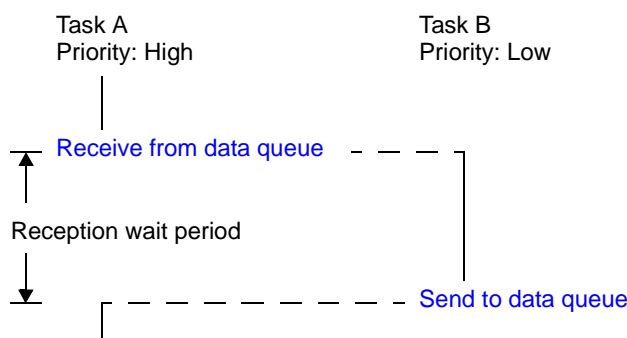 Task A
Priority: High
Task B
Priority: Low
Receive from data queue
Reception wait period
Send to data queue